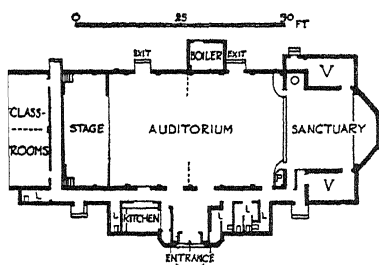 0 25 50 FT
EXIT BOILER EXIT
V
CLASS-
ROOMS
STAGE AUDITORIUM SANCTUARY
P
V
L L KITCHEN L L L
ENTRANCE